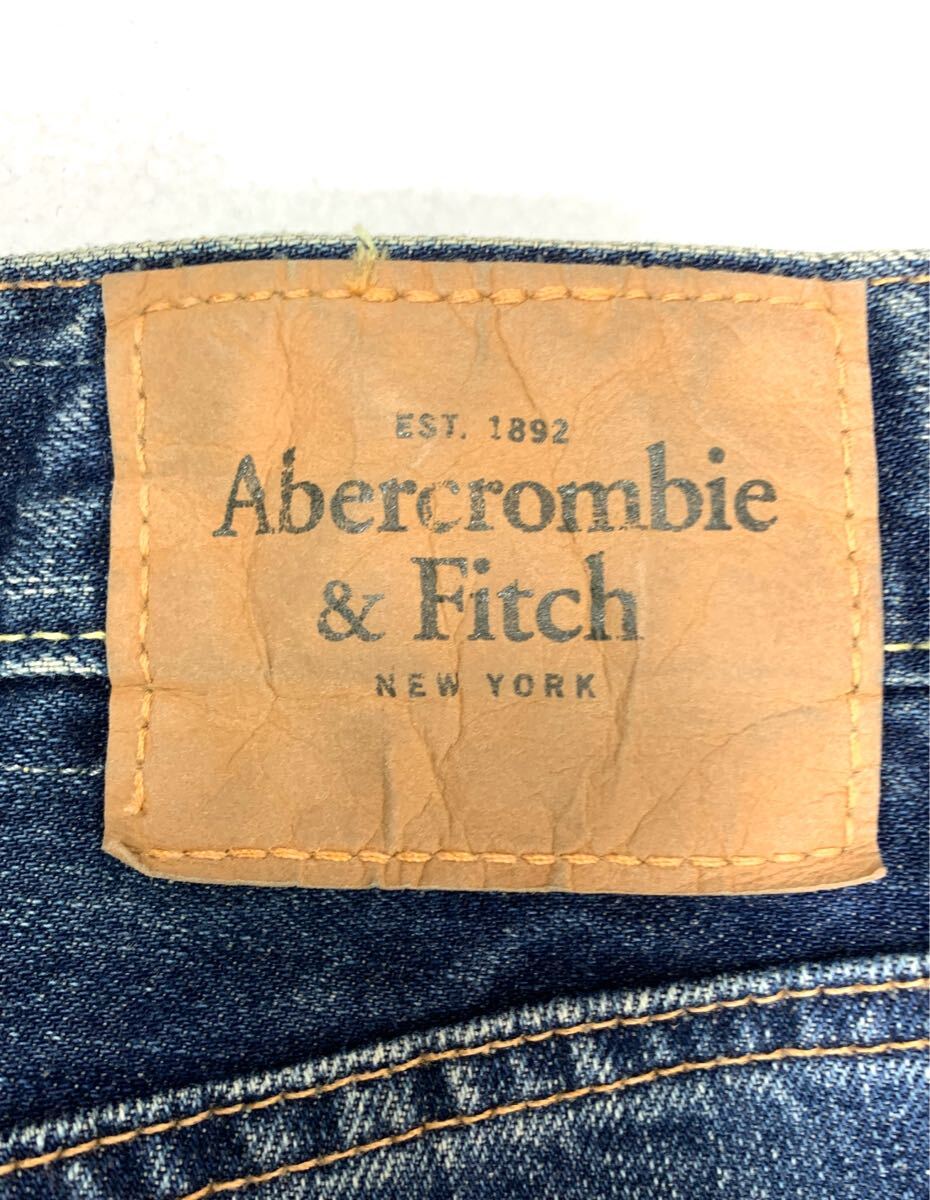 EST. 1892
Abercrombie
& Fitch
NEW YORK